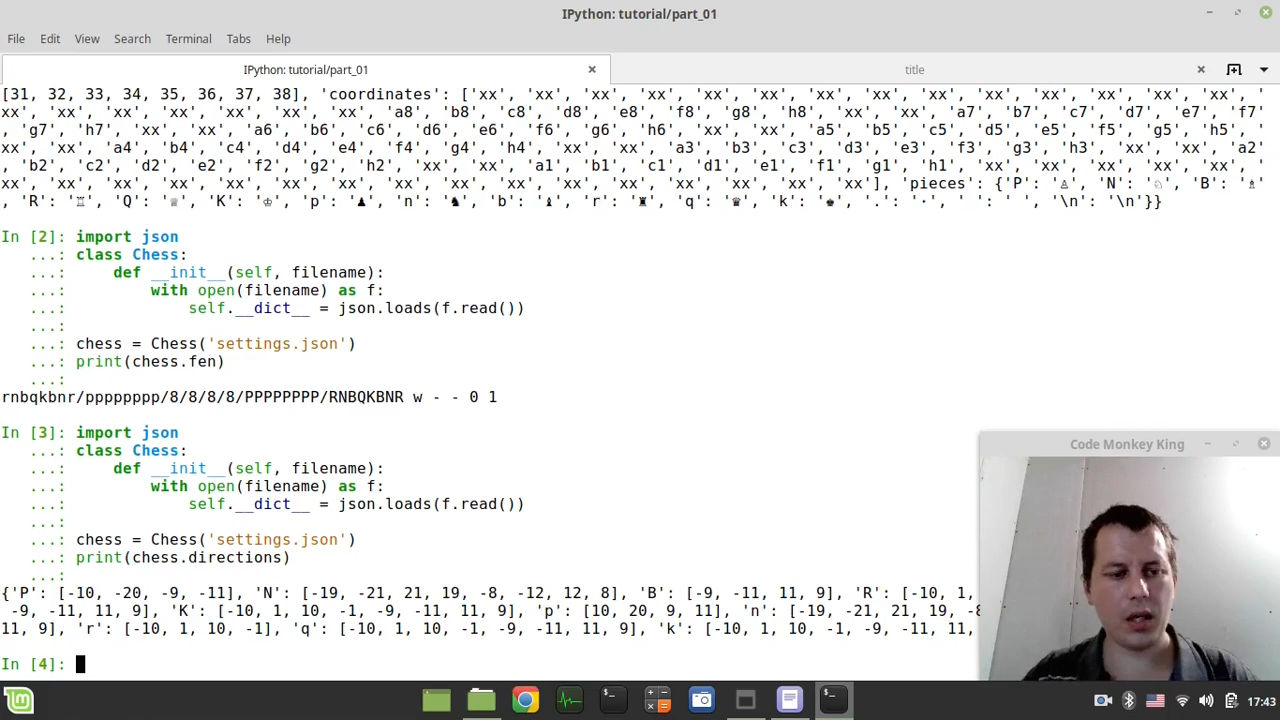 IPython: tutorial/part_01
File Edit View Search Terminal Tabs Help
IPython: tutorial/part_01 title
[31, 32, 33, 34, 35, 36, 37, 38], 'coordinates': ['xx', 'xx', 'xx', 'xx', 'xx', 'xx', 'xx', 'xx', 'xx', 'xx', 'xx', 'xx', 'xx', 'xx', '
xx', 'xx', 'xx', 'xx', 'xx', 'xx', 'xx', 'a8', 'b8', 'c8', 'd8', 'e8', 'f8', 'g8', 'h8', 'xx', 'xx', 'a7', 'b7', 'c7', 'd7', 'e7', 'f7'
, 'g7', 'h7', 'xx', 'xx', 'a6', 'b6', 'c6', 'd6', 'e6', 'f6', 'g6', 'h6', 'xx', 'xx', 'a5', 'b5', 'c5', 'd5', 'e5', 'f5', 'g5', 'h5', '
xx', 'xx', 'a4', 'b4', 'c4', 'd4', 'e4', 'f4', 'g4', 'h4', 'xx', 'xx', 'a3', 'b3', 'c3', 'd3', 'e3', 'f3', 'g3', 'h3', 'xx', 'xx', 'a2'
, 'b2', 'c2', 'd2', 'e2', 'f2', 'g2', 'h2', 'xx', 'xx', 'a1', 'b1', 'c1', 'd1', 'e1', 'f1', 'g1', 'h1', 'xx', 'xx', 'xx', 'xx', 'xx', '
xx', 'xx', 'xx', 'xx', 'xx', 'xx', 'xx', 'xx', 'xx', 'xx', 'xx', 'xx', 'xx', 'xx'], 'pieces': {'P': '♙', 'N': '♘', 'B': '♗'
, 'R': '♖', 'Q': '♕', 'K': '♔', 'p': '♟', 'n': '♞', 'b': '♝', 'r': '♜', 'q': '♛', 'k': '♚', '.': '·', ' ': ' ', '\n': '\n'}}
In [2]: import json
...: class Chess:
...: def __init__(self, filename):
...: with open(filename) as f:
...: self.__dict__ = json.loads(f.read())
...:
...: chess = Chess('settings.json')
...: print(chess.fen)
...:
rnbqkbnr/pppppppp/8/8/8/8/PPPPPPPP/RNBQKBNR w - - 0 1
In [3]: import json
...: class Chess:
...: def __init__(self, filename):
...: with open(filename) as f:
...: self.__dict__ = json.loads(f.read())
...:
...: chess = Chess('settings.json')
...: print(chess.directions)
...:
{'P': [-10, -20, -9, -11], 'N': [-19, -21, 21, 19, -8, -12, 12, 8], 'B': [-9, -11, 11, 9], 'R': [-10, 1,
-9, -11, 11, 9], 'K': [-10, 1, 10, -1, -9, -11, 11, 9], 'p': [10, 20, 9, 11], 'n': [-19, -21, 21, 19, -8
11, 9], 'r': [-10, 1, 10, -1], 'q': [-10, 1, 10, -1, -9, -11, 11, 9], 'k': [-10, 1, 10, -1, -9, -11, 11,
In [4]:
Code Monkey King
17:43